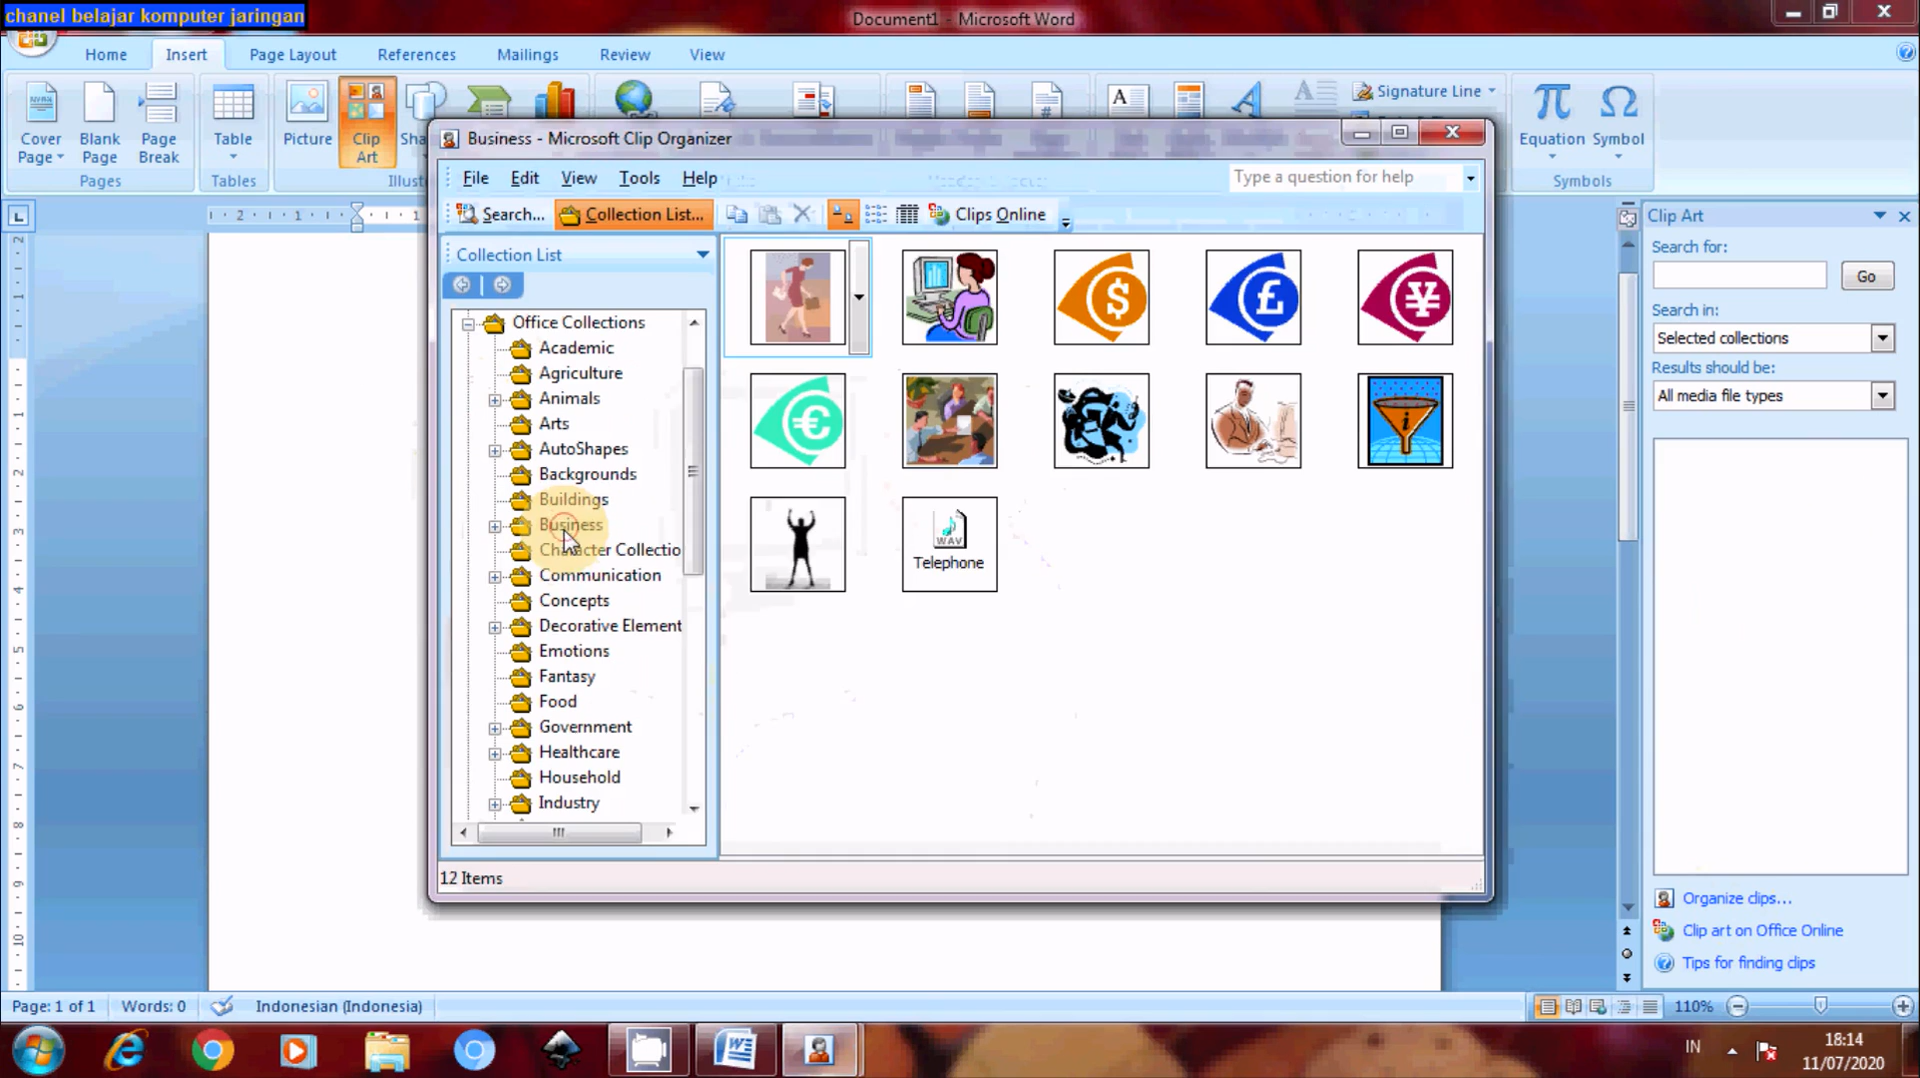 chanel belajar komputer jaringan
Document1 - Microsoft Word
Home Insert Page Layout References Mailings Review View
Cover Page
Blank Page
Page Break
Pages
Table
Tables
Picture
Clip Art
Signature Line
Equation
Symbol
Symbols
Business - Microsoft Clip Organizer
File Edit View Tools Help
Type a question for help
Search... Collection List... Clips Online
Collection List
Office Collections
Academic
Agriculture
Animals
Arts
AutoShapes
Backgrounds
Buildings
Business
Character Collectio
Communication
Concepts
Decorative Element
Emotions
Fantasy
Food
Government
Healthcare
Household
Industry
WAV
Telephone
12 Items
Clip Art
Search for:
Go
Search in:
Selected collections
Results should be:
All media file types
Organize clips...
Clip art on Office Online
Tips for finding clips
Page: 1 of 1 Words: 0 Indonesian (Indonesia)
110%
IN
18:14
11/07/2020